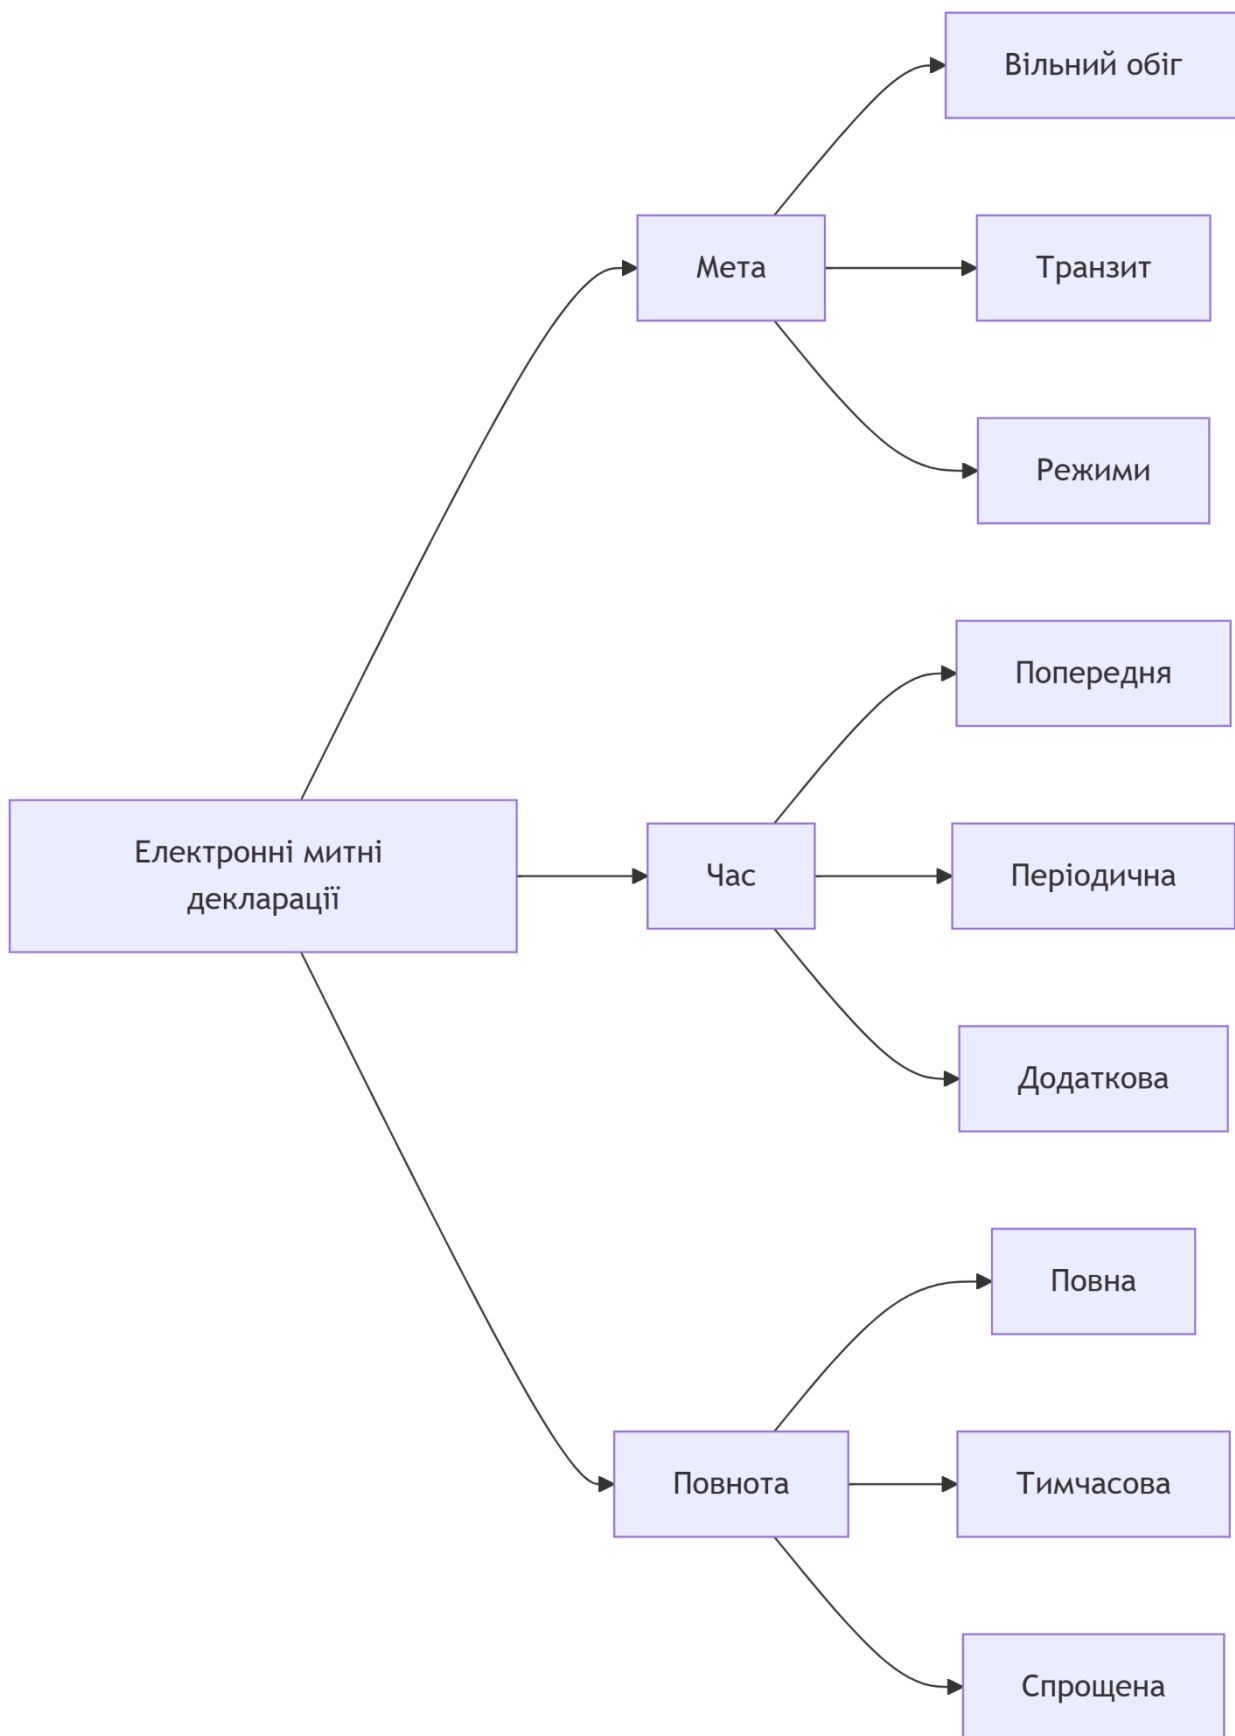 Вільний обіг
Мета
Транзит
Режими
Попередня
Електронні митні
декларації
Час
Періодична
Додаткова
Повна
Повнота
Тимчасова
Спрощена